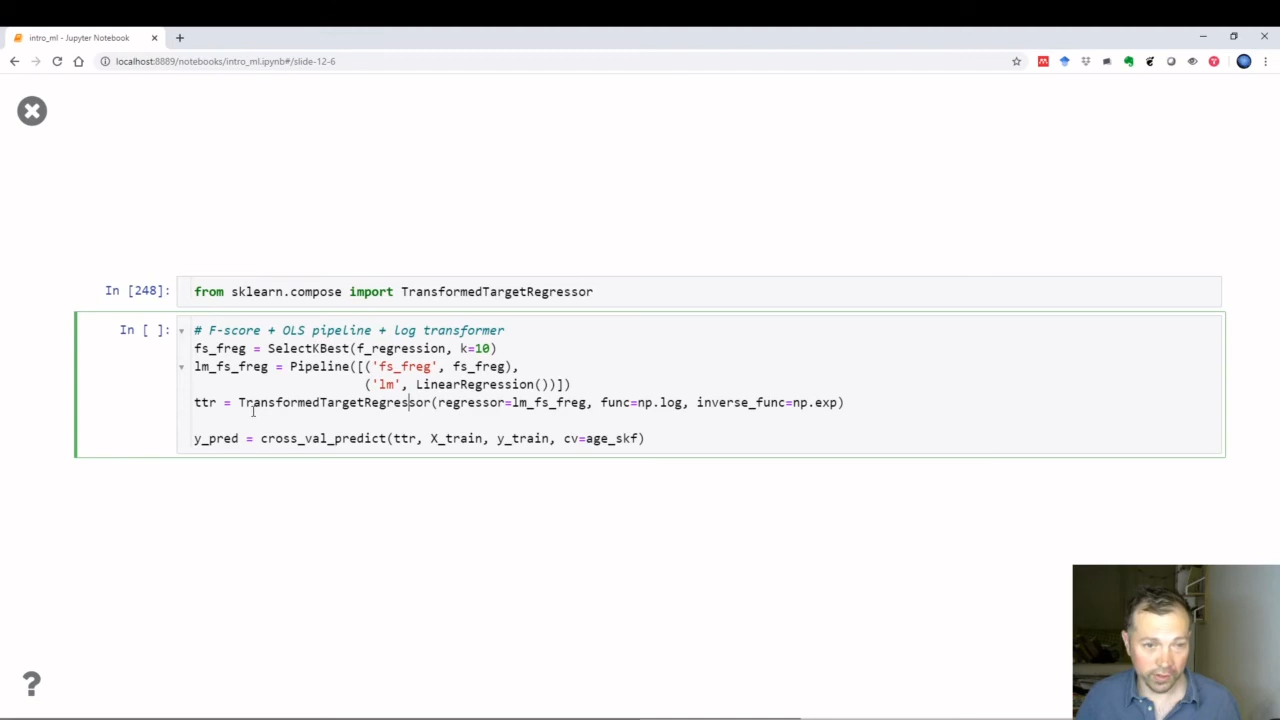 intro_ml - Jupyter Notebook
localhost:8889/notebooks/intro_ml.ipynb#/slide-12-6
In [248]: from sklearn.compose import TransformedTargetRegressor
In [ ]: # F-score + OLS pipeline + log transformer
fs_freg = SelectKBest(f_regression, k=10)
lm_fs_freg = Pipeline([('fs_freg', fs_freg),
('lm', LinearRegression())])
ttr = TransformedTargetRegressor(regressor=lm_fs_freg, func=np.log, inverse_func=np.exp)
y_pred = cross_val_predict(ttr, X_train, y_train, cv=age_skf)
?